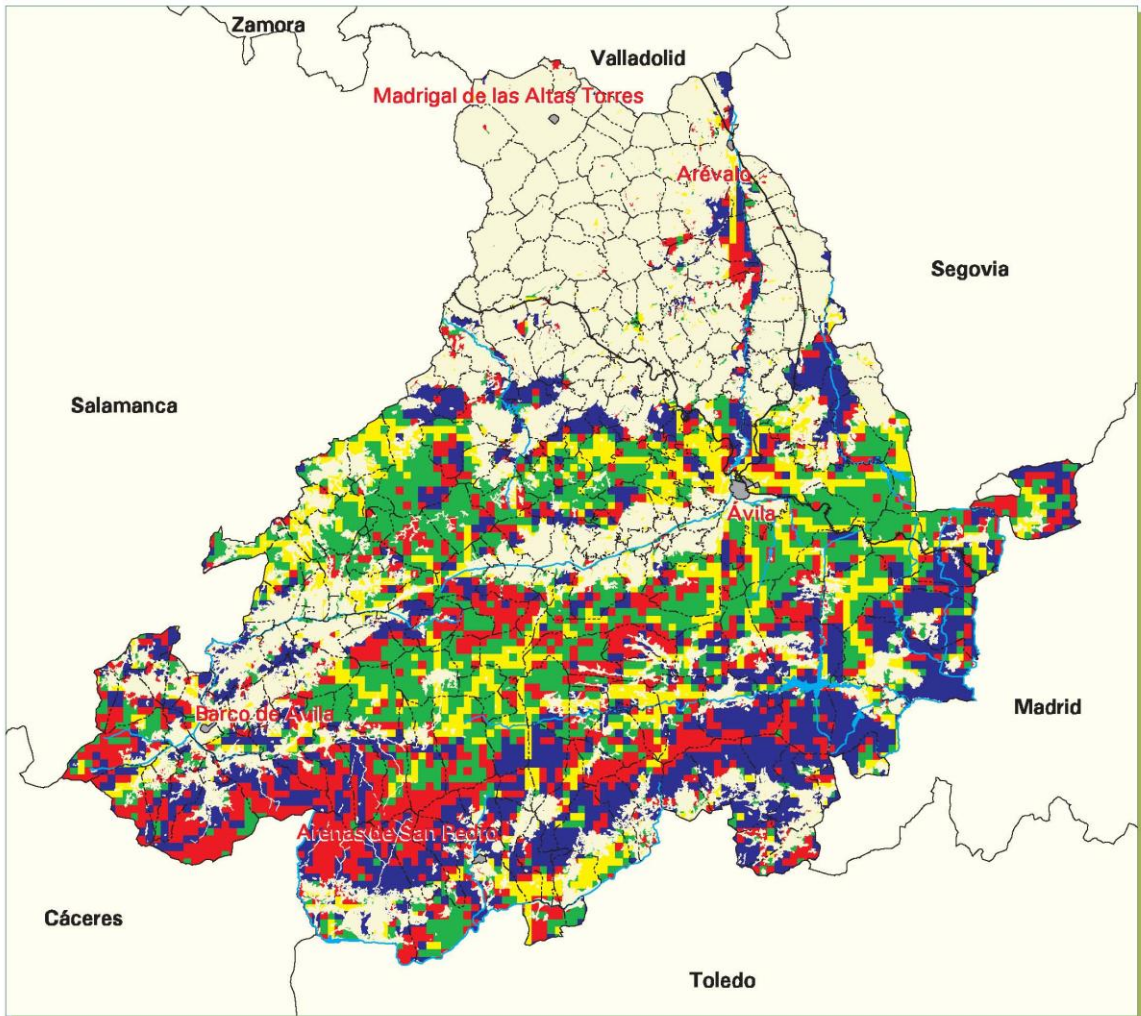 Zamora
Valladolid
Madrigal de las Altas Torres
Arévalo
Segovia
Salamanca
Ávila
Barco de Ávila
Madrid
Arenas de San Pedro
Cáceres
Toledo